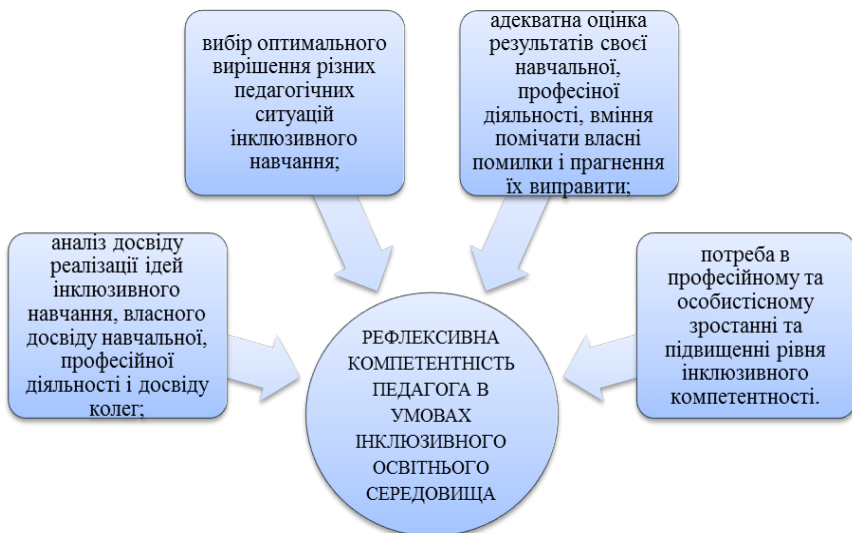 вибір оптимального
вирішення різних
педагогічних
ситуацій
інклюзивного
навчання;
адекватна оцінка
результатів своєї
навчальної,
професіної
діяльності, вміння
помічати власні
помилки і прагнення
їх виправити;
аналіз досвіду
реалізації ідей
інклюзивного
навчання, власного
досвіду навчальної,
професійної
діяльності і досвіду
колег;
потреба в
професійному та
особистісному
зростанні та
підвищенні рівня
інклюзивного
компетентності.
РЕФЛЕКСИВНА
КОМПЕТЕНТНІСТЬ
ПЕДАГОГА В
УМОВАХ
ІНКЛЮЗИВНОГО
ОСВІТНЬОГО
СЕРЕДОВИЩА